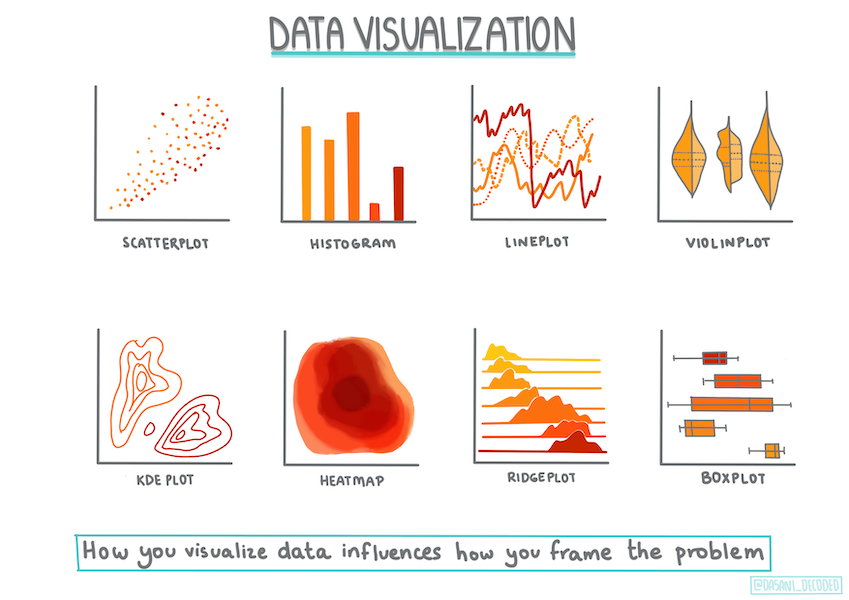 DATA VISUALIZATION
SCATTERPLOT
HISTOGRAM
LINEPLOT
VIOLINPLOT
KDE PLOT
HEATMAP
RIDGEPLOT
BOXPLOT
How you visualize data influences how you frame the problem
@DASANI_DECODED